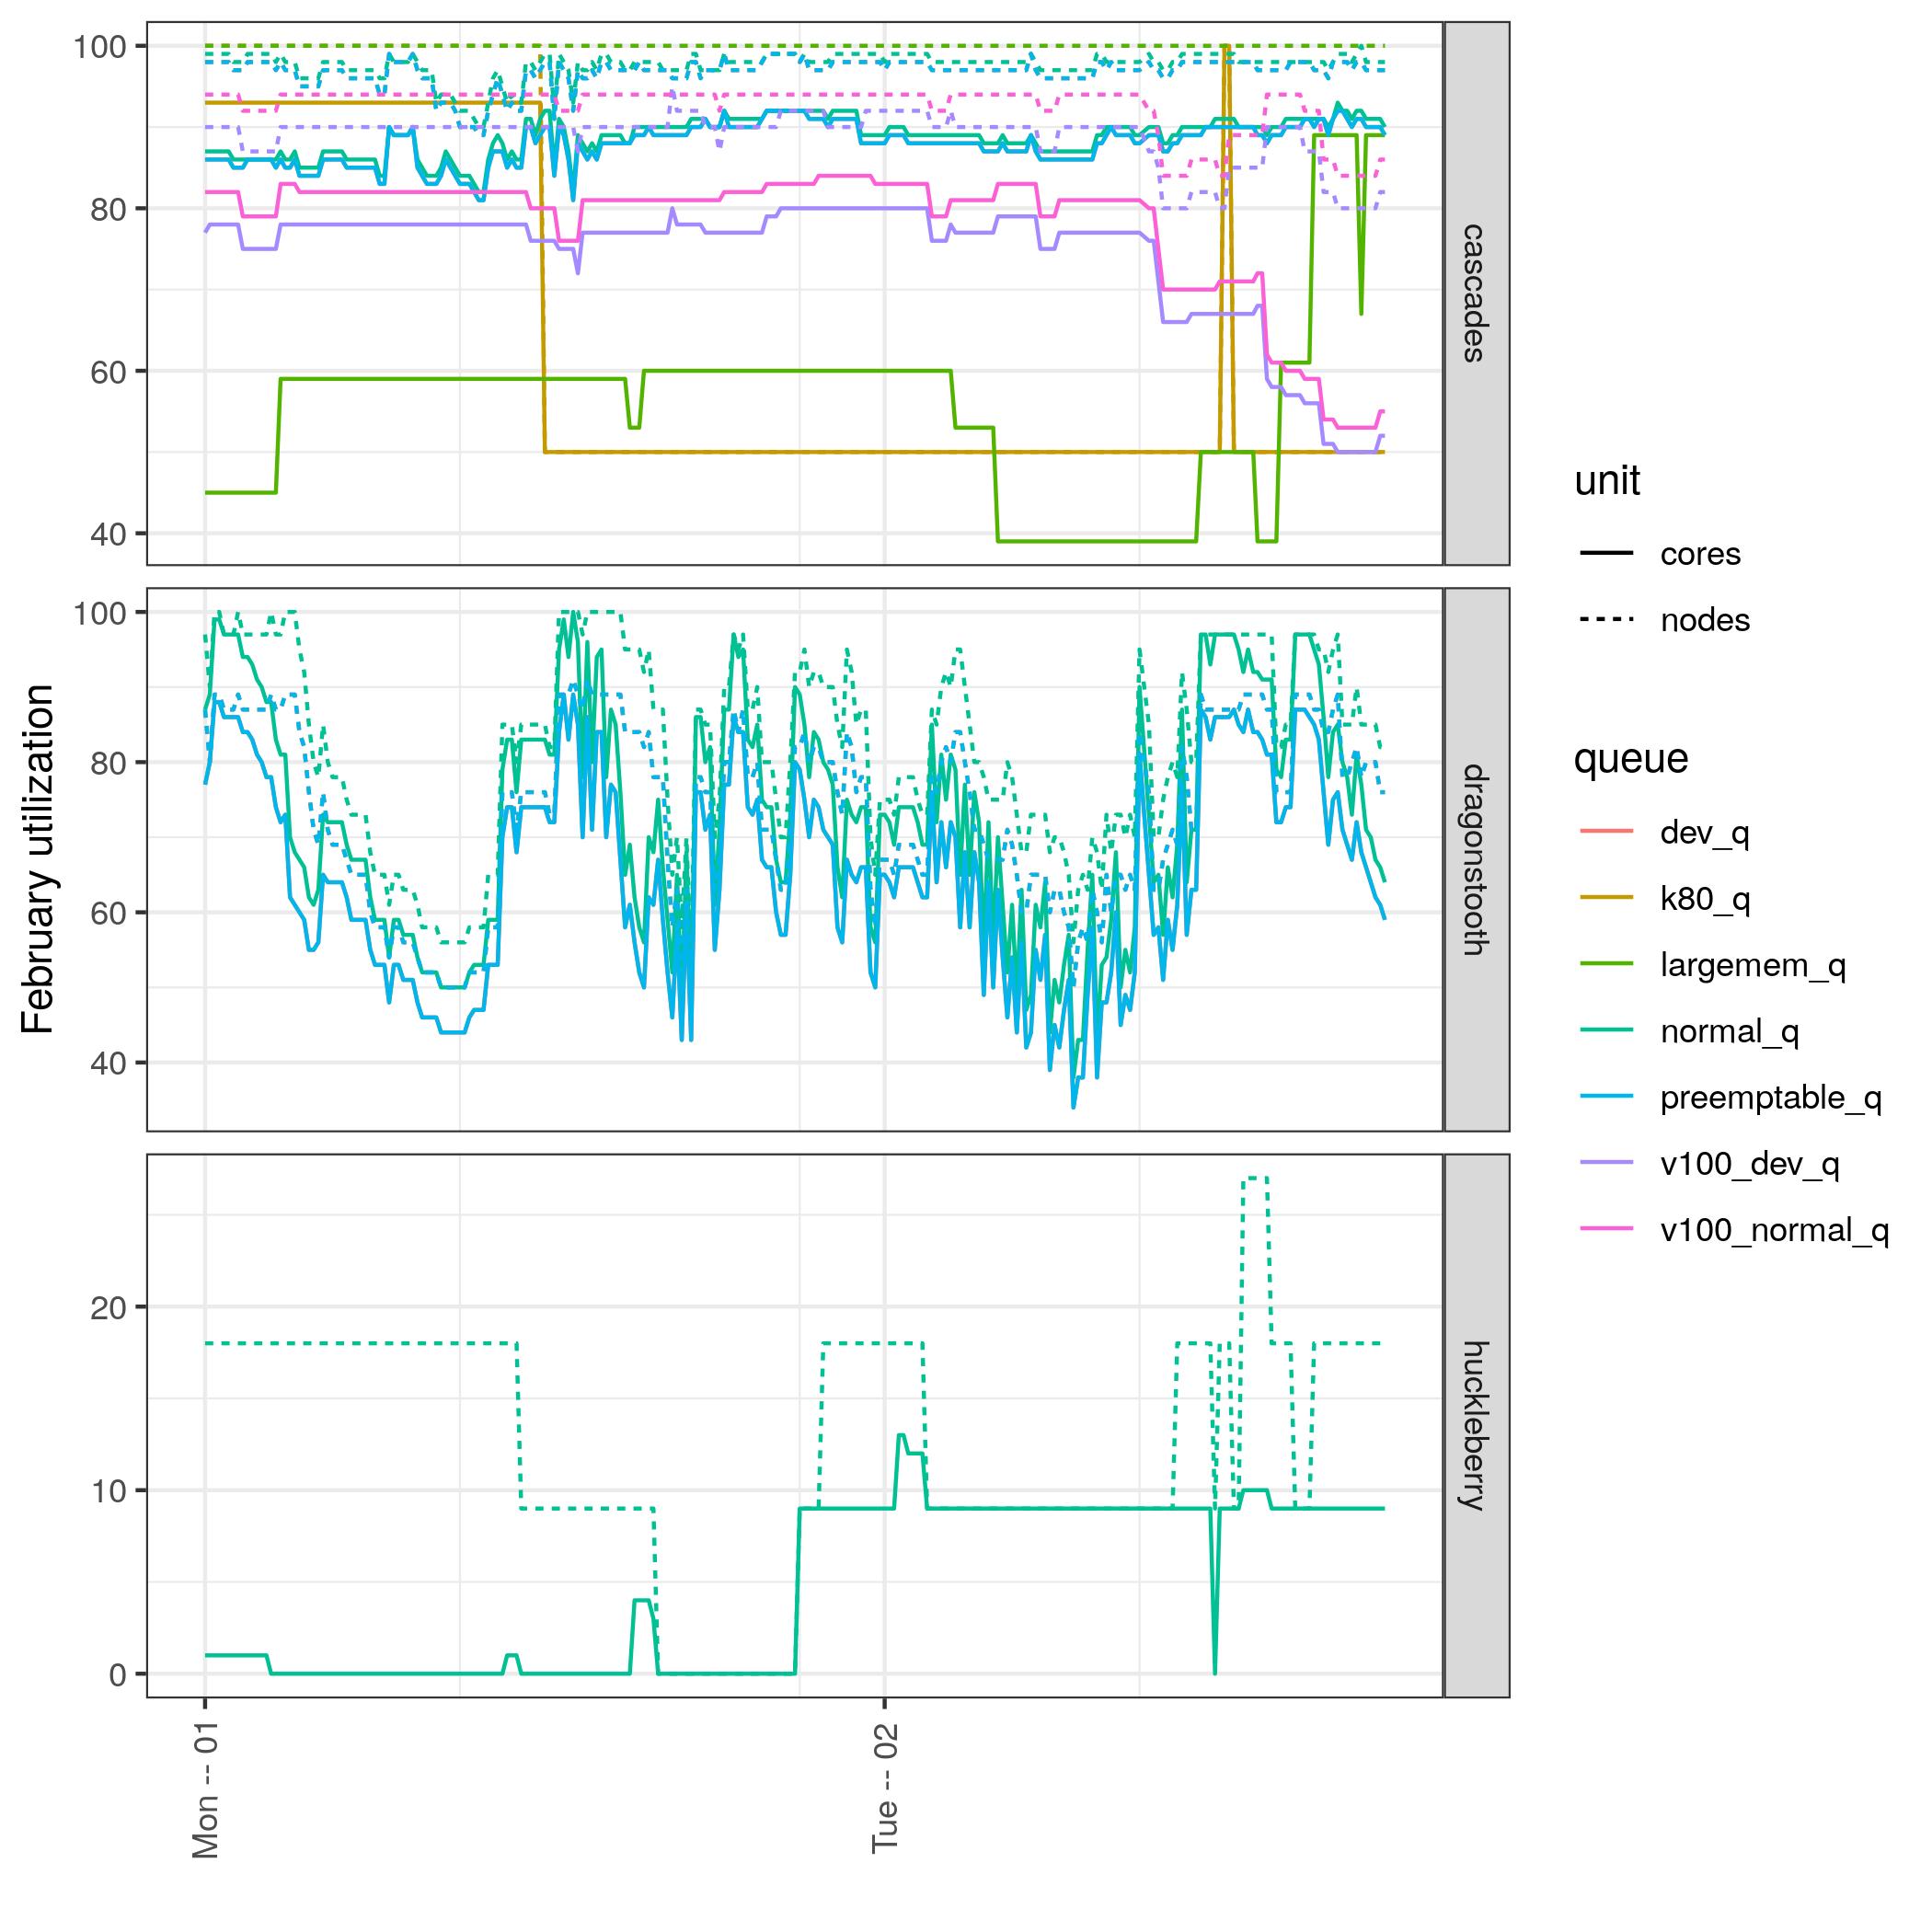 February utilization
100
80
60
40
cascades
100
80
60
40
dragonstooth
20
10
0
huckleberry
Mon -- 01
Tue -- 02
unit
cores
nodes
queue
dev_q
k80_q
largemem_q
normal_q
preemptable_q
v100_dev_q
v100_normal_q